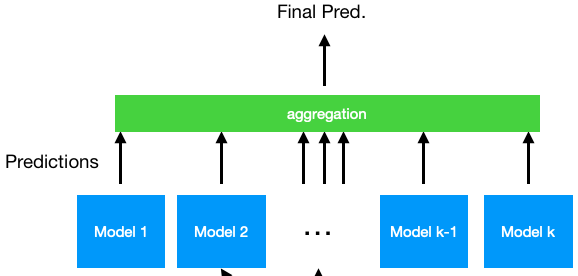 Final Pred.
aggregation
Predictions
Model 1
Model 2
...
Model k-1
Model k